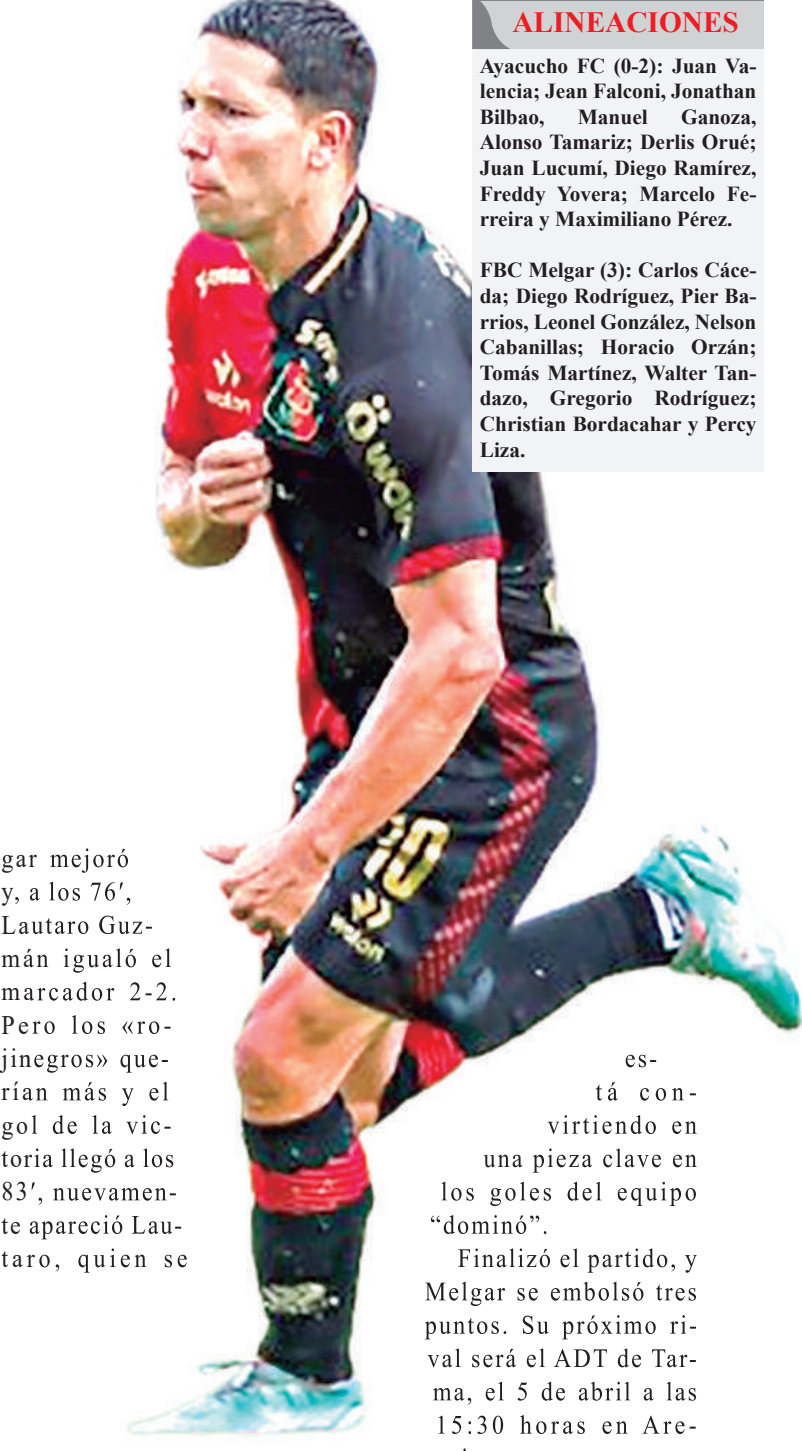 ALINEACIONES
Ayacucho FC (0-2): Juan Va-
lencia; Jean Falconi, Jonathan
Bilbao, Manuel Ganoza,
Alonso Tamariz; Derlis Orué;
Juan Lucumí, Diego Ramírez,
Freddy Yovera; Marcelo Fe-
rreira y Maximiliano Pérez.
FBC Melgar (3): Carlos Cáce-
da; Diego Rodríguez, Pier Ba-
rrios, Leonel González, Nelson
Cabanillas; Horacio Orzán;
Tomás Martínez, Walter Tan-
dazo, Gregorio Rodríguez;
Christian Bordacahar y Percy
Liza.
walon
walon
gar mejoró
y, a los 76′,
Lautaro Guz-
mán igualó el
marcador 2-2.
Pero los «ro-
jinegros» que-
rían más y el
gol de la vic-
toria llegó a los
83′, nuevamen-
te apareció Lau-
taro, quien se
es-
tá con-
virtiendo en
una pieza clave en
los goles del equipo
“dominó”.
Finalizó el partido, y
Melgar se embolsó tres
puntos. Su próximo ri-
val será el ADT de Tar-
ma, el 5 de abril a las
15:30 horas en Are-